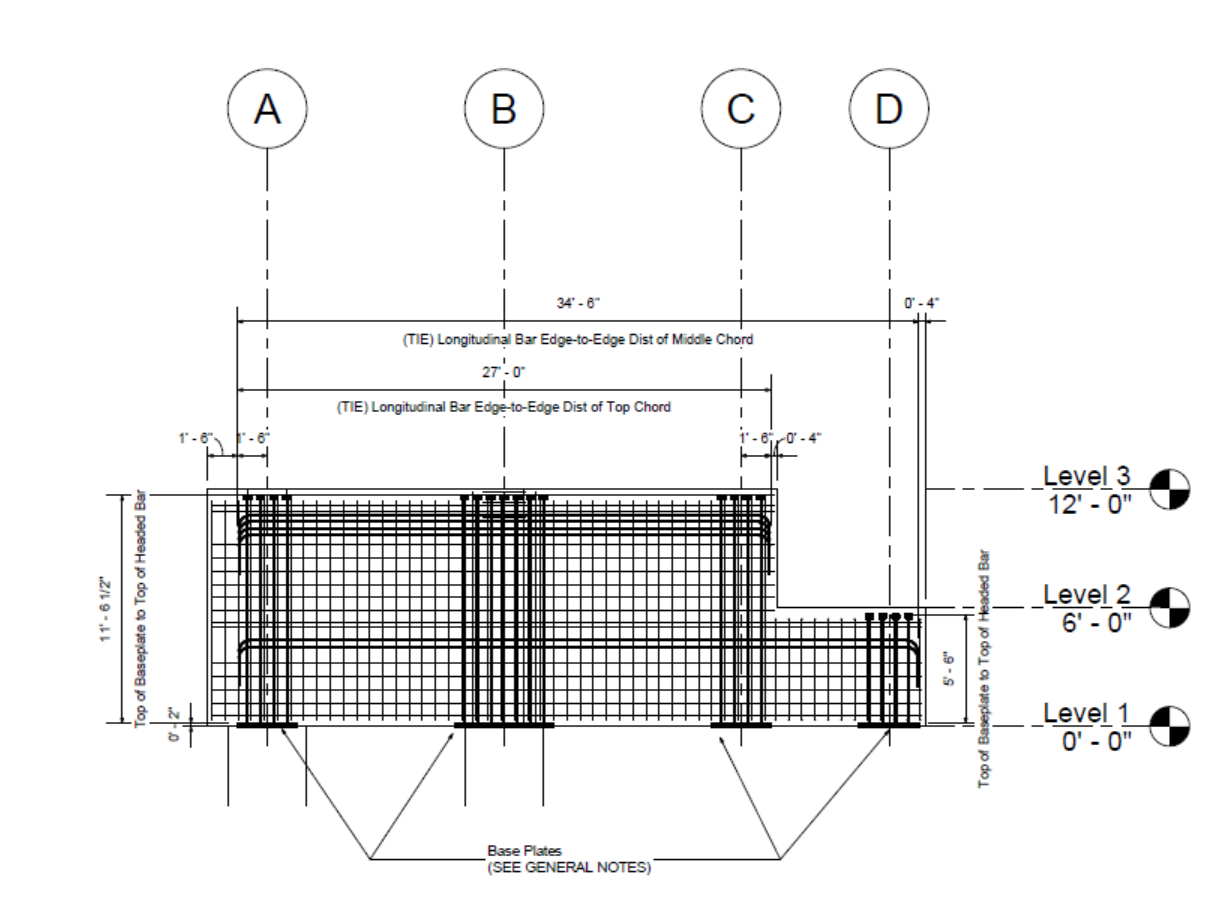 A
B
C
D
34' - 6"
0' - 4"
(TIE) Longitudinal Bar Edge-to-Edge Dist of Middle Chord
27' - 0"
(TIE) Longitudinal Bar Edge-to-Edge Dist of Top Chord
1' - 6"
1' - 6"
1' - 6"
0' - 4"
Level 3
12' - 0"
Level 2
6' - 0"
Level 1
0' - 0"
11' - 6 1/2"
Top of Baseplate to Top of Headed Bar
0' - 2"
5' - 6"
Top of Baseplate to Top of Headed Bar
Base Plates
(SEE GENERAL NOTES)